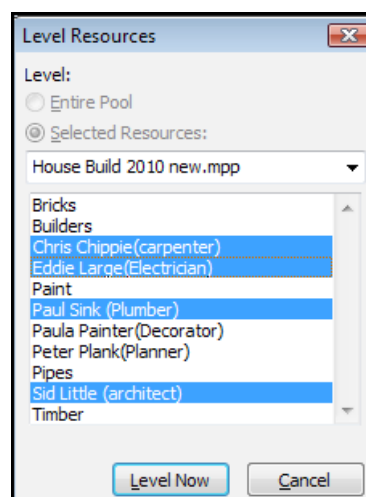 Level Resources
Level:
Entire Pool
Selected Resources:
House Build 2010 new.mpp
Bricks
Builders
Chris Chippie(carpenter)
Eddie Large(Electrician)
Paint
Paul Sink (Plumber)
Paula Painter(Decorator)
Peter Plank(Planner)
Pipes
Sid Little (architect)
Timber
Level Now Cancel